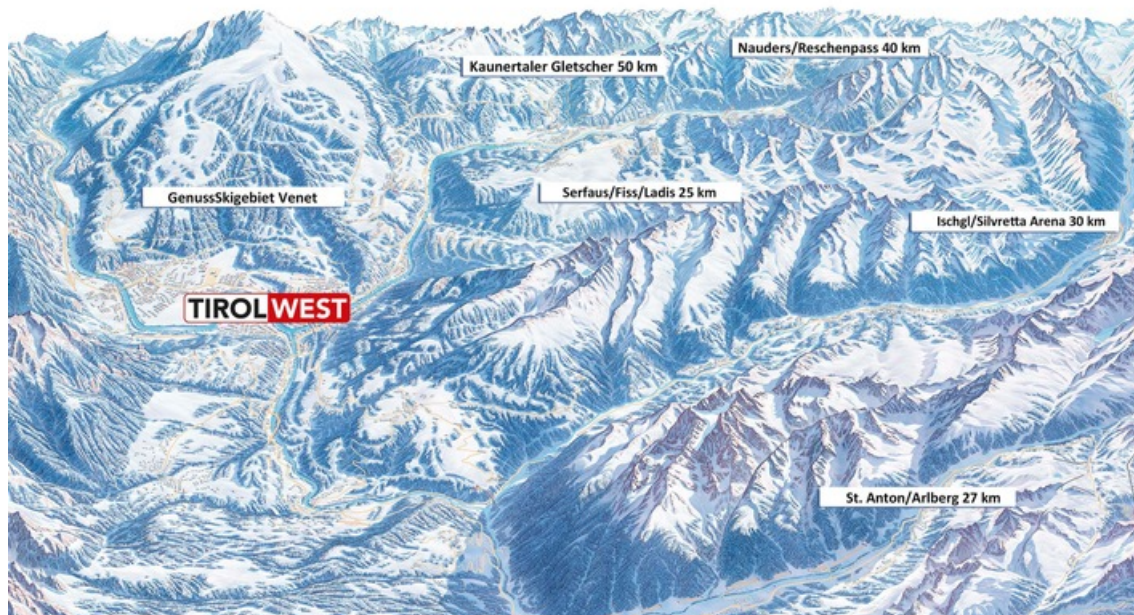 Nauders/Reschenpass 40 km
Kaunertaler Gletscher 50 km
GenussSkigebiet Venet
Serfaus/Fiss/Ladis 25 km
Ischgl/Silvretta Arena 30 km
TIROLWEST
St. Anton/Arlberg 27 km